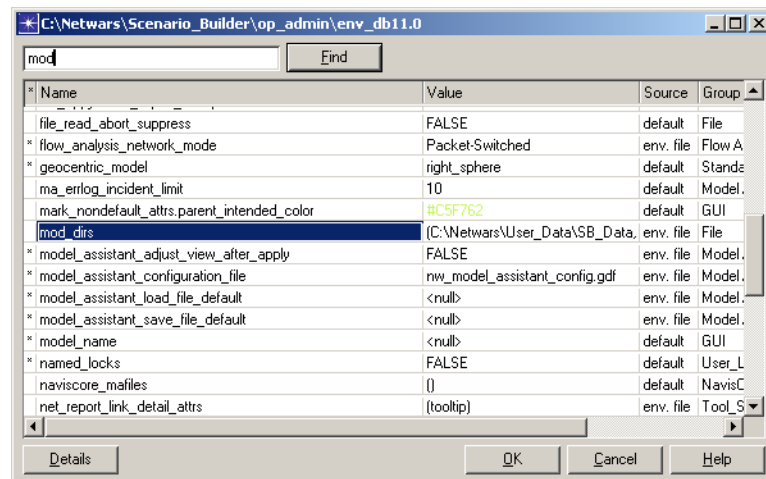 C:\Netwars\Scenario_Builder\op_admin\env_db11.0
mod Find
* Name Value Source Group
file_read_abort_suppress FALSE default File
* flow_analysis_network_mode Packet-Switched env. file Flow A
* geocentric_model right_sphere default Standa
ma_errlog_incident_limit 10 env. file Model.
mark_nondefault_attrs.parent_intended_color #C5F762 default GUI
mod_dirs (C:\Netwars\User_Data\SB_Data, env. file File
* model_assistant_adjust_view_after_apply FALSE env. file Model.
* model_assistant_configuration_file nw_model_assistant_config.gdf env. file Model.
* model_assistant_load_file_default <null> env. file Model.
* model_assistant_save_file_default <null> env. file Model.
* model_name <null> default GUI
* named_locks FALSE default User_L
naviscore_mafiles () default NavisC
net_report_link_detail_attrs (tooltip) env. file Tool_S
Details OK Cancel Help